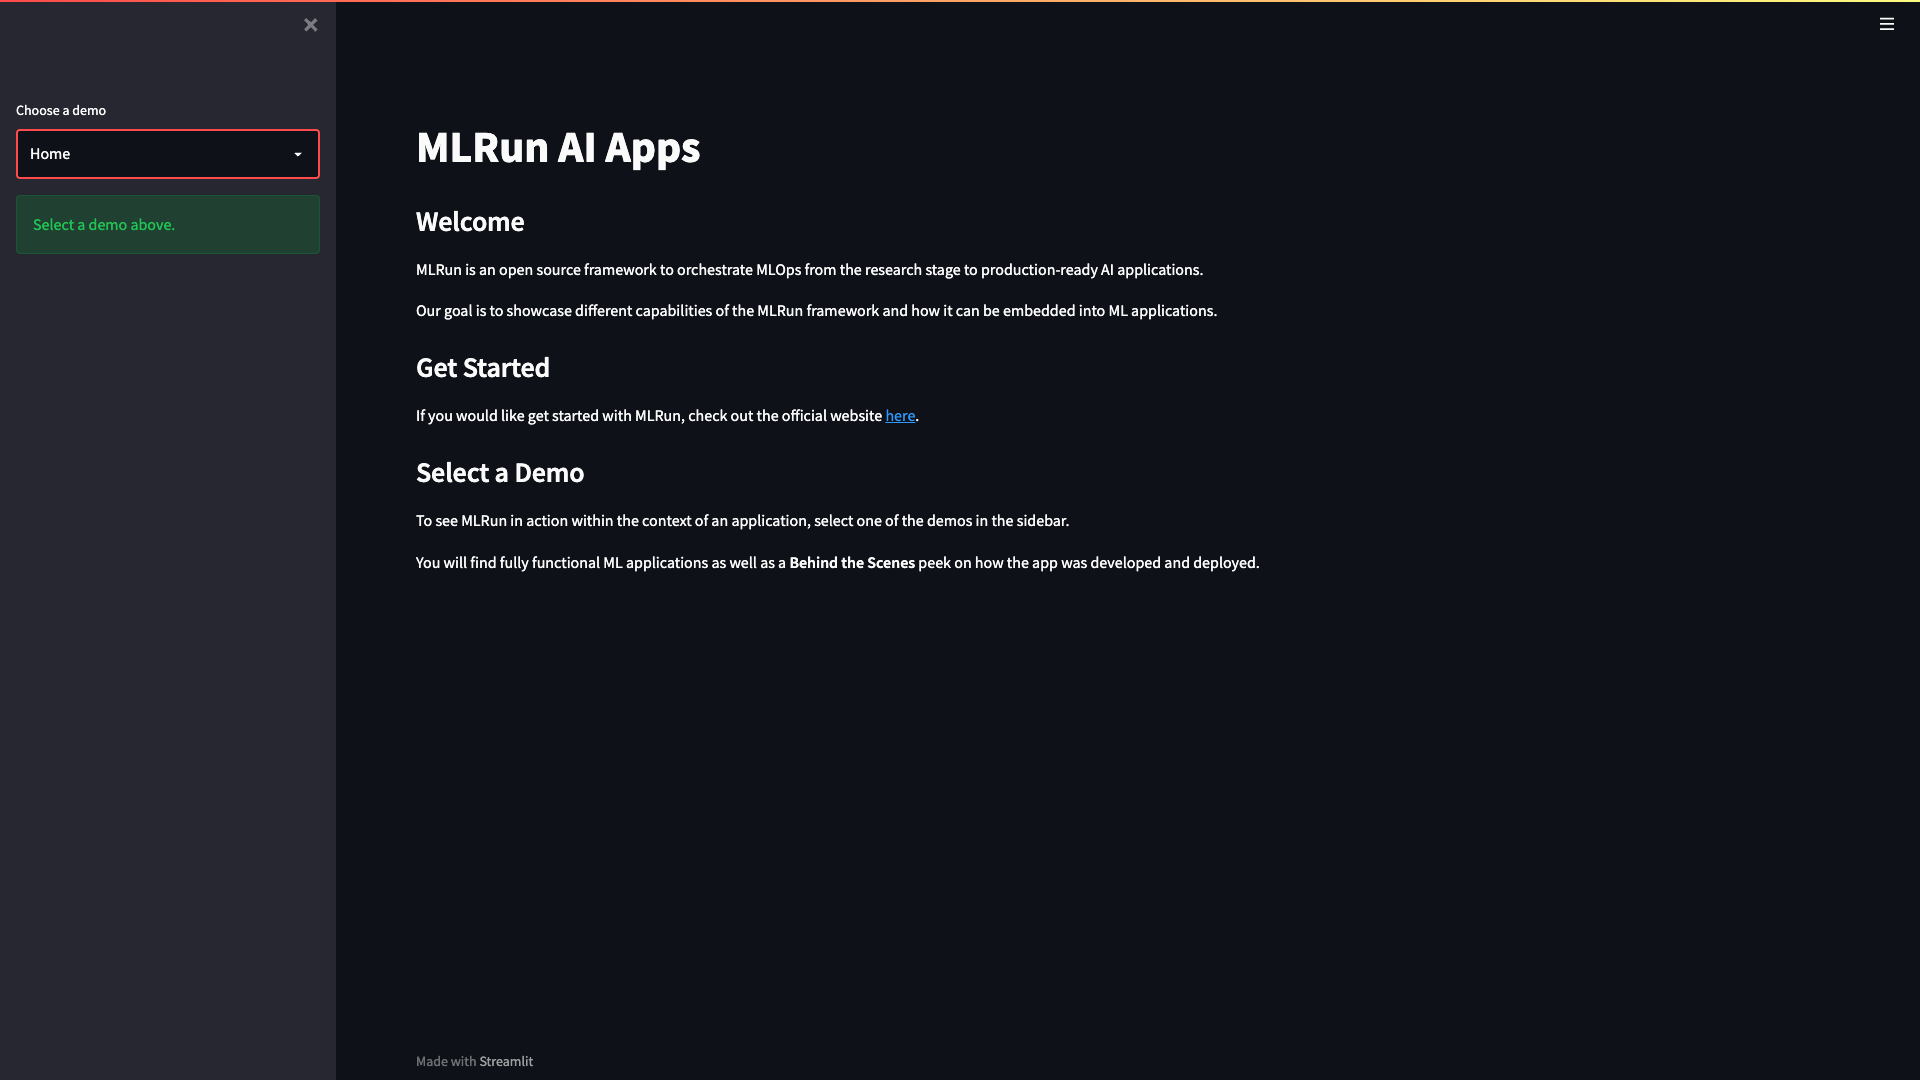 Choose a demo
Home
Select a demo above.
MLRun AI Apps
Welcome
MLRun is an open source framework to orchestrate MLOps from the research stage to production-ready AI applications.
Our goal is to showcase different capabilities of the MLRun framework and how it can be embedded into ML applications.
Get Started
If you would like get started with MLRun, check out the official website here.
Select a Demo
To see MLRun in action within the context of an application, select one of the demos in the sidebar.
You will find fully functional ML applications as well as a Behind the Scenes peek on how the app was developed and deployed.
Made with Streamlit